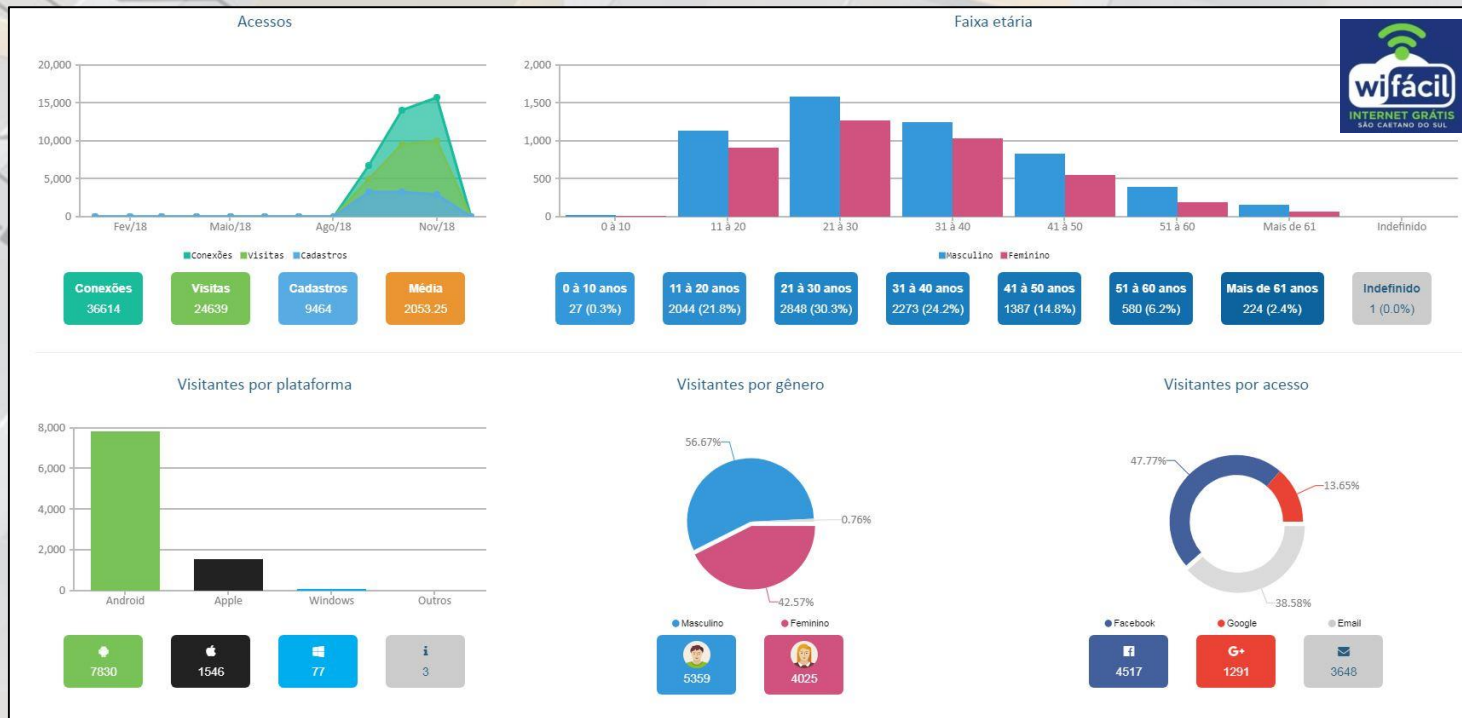 Acessos
20,000
15,000
10,000
5,000
0
Fev/18 Maio/18 Ago/18 Nov/18
Conexões Visitas Cadastros
Conexões
36614
Visitas
24639
Cadastros
9464
Média
2053.25
Faixa etária
2,000
1,500
1,000
500
0
0 à 10 11 à 20 21 à 30 31 à 40 41 à 50 51 à 60 Mais de 61 Indefinido
Masculino Feminino
0 à 10 anos
27 (0.3%)
11 à 20 anos
2044 (21.8%)
21 à 30 anos
2848 (30.3%)
31 à 40 anos
2273 (24.2%)
41 à 50 anos
1387 (14.8%)
51 à 60 anos
580 (6.2%)
Mais de 61 anos
224 (2.4%)
Indefinido
1 (0.0%)
wifácil
INTERNET GRÁTIS
SÃO CAETANO DO SUL
Visitantes por plataforma
8,000
6,000
4,000
2,000
0
Android Apple Windows Outros
7830
1546
77
3
Visitantes por gênero
56.67%
0.76%
42.57%
Masculino Feminino
5359
4025
Visitantes por acesso
47.77%
13.65%
38.58%
Facebook Google Email
4517
G+
1291
3648